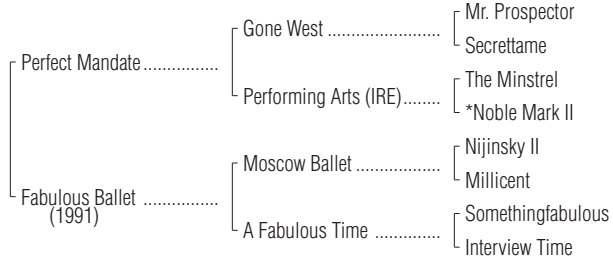 Mr. Prospector
Gone West ........................
Secrettame
Perfect Mandate................
The Minstrel
Performing Arts (IRE)........
*Noble Mark II
Nijinsky II
Moscow Ballet .................
Millicent
Fabulous Ballet ................
(1991)
Somethingfabulous
A Fabulous Time ..............
Interview Time